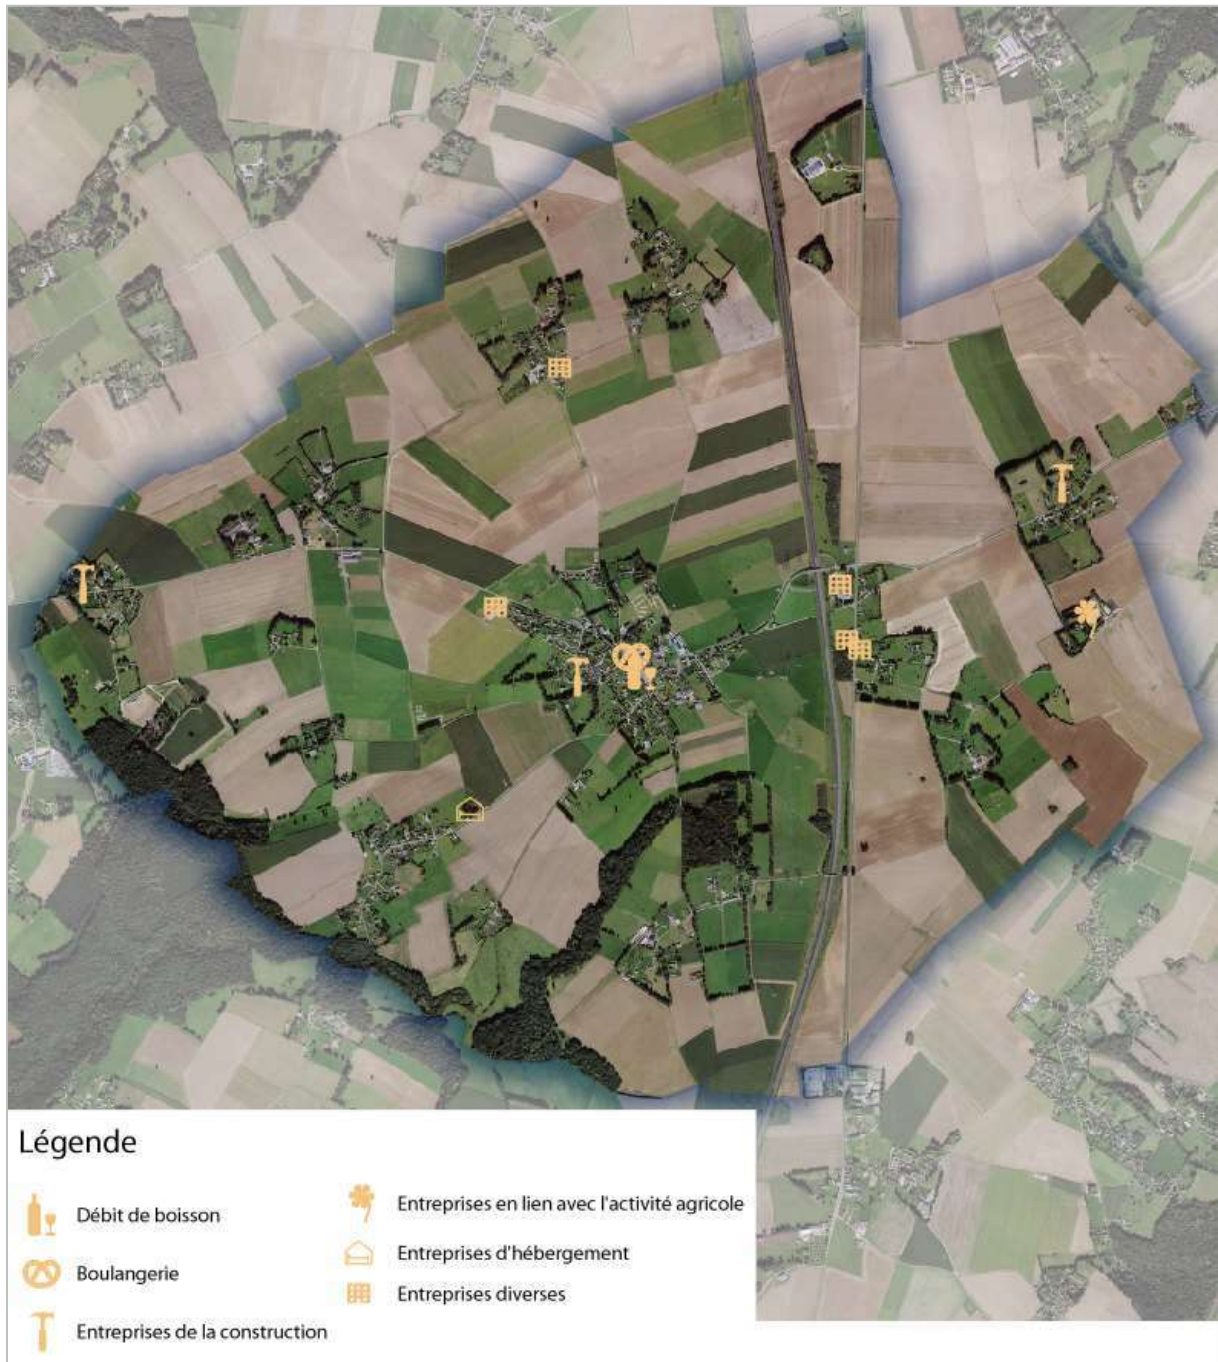 Légende
Débit de boisson
Boulangerie
Entreprises de la construction
Entreprises en lien avec l'activité agricole
Entreprises d'hébergement
Entreprises diverses